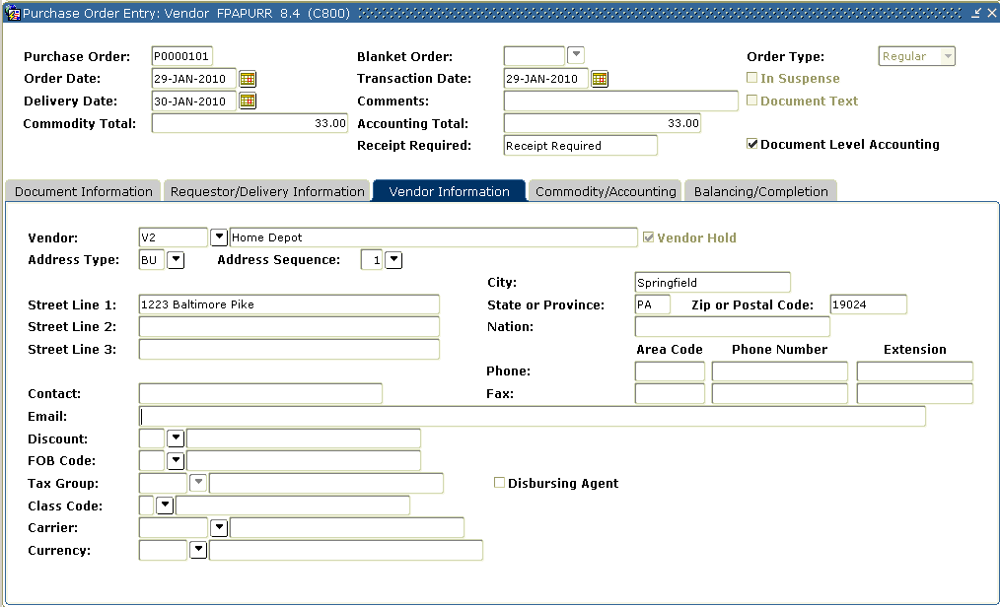 Purchase Order Entry: Vendor FPAPURR 8.4 (C800)
Purchase Order: P0000101 Blanket Order: Order Type: Regular
Order Date: 29-JAN-2010 Transaction Date: 29-JAN-2010 In Suspense
Delivery Date: 30-JAN-2010 Comments: Document Text
Commodity Total: 33.00 Accounting Total: 33.00
Receipt Required: Receipt Required Document Level Accounting
Document Information Requestor/Delivery Information Vendor Information Commodity/Accounting Balancing/Completion
Vendor: V2 Home Depot Vendor Hold
Address Type: BU Address Sequence: 1
City: Springfield
Street Line 1: 1223 Baltimore Pike State or Province: PA Zip or Postal Code: 19024
Street Line 2: Nation:
Street Line 3: Area Code Phone Number Extension
Phone:
Contact: Fax:
Email:
Discount:
FOB Code:
Tax Group: Disbursing Agent
Class Code:
Carrier:
Currency: